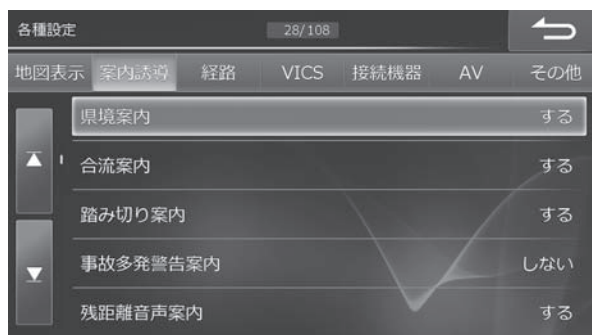 各種設定 28/108
地図表示 案内誘導 経路 VICS 接続機器 AV その他
県境案内 する
合流案内 する
踏み切り案内 する
事故多発警告案内 しない
残距離音声案内 する